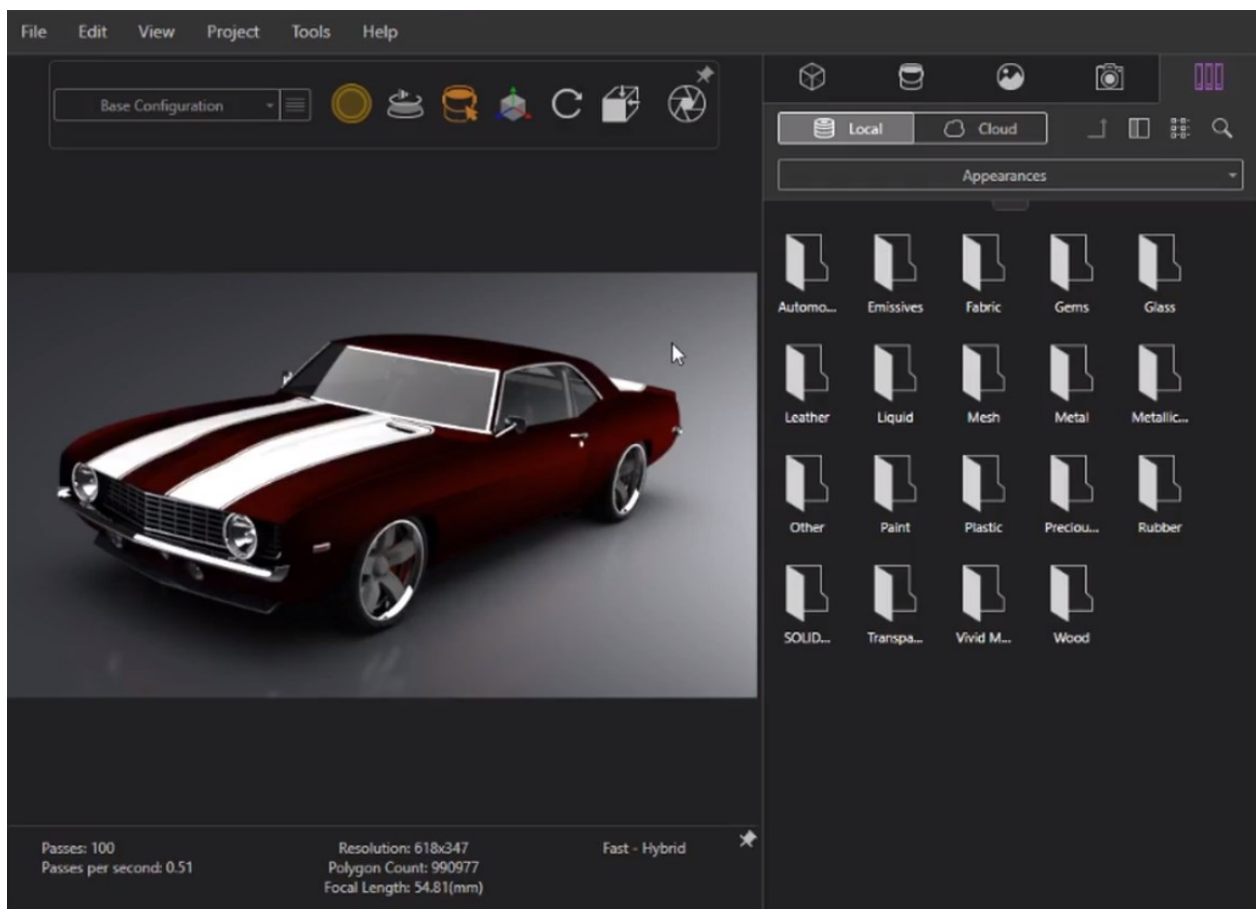 File Edit View Project Tools Help
Base Configuration
Local Cloud
Appearances
Automo... Emissives Fabric Gems Glass
Leather Liquid Mesh Metal Metallic...
Other Paint Plastic Preciou... Rubber
SOLID... Transpa... Vivid M... Wood
Passes: 100
Passes per second: 0.51
Resolution: 618x347
Polygon Count: 990977
Focal Length: 54.81(mm)
Fast - Hybrid